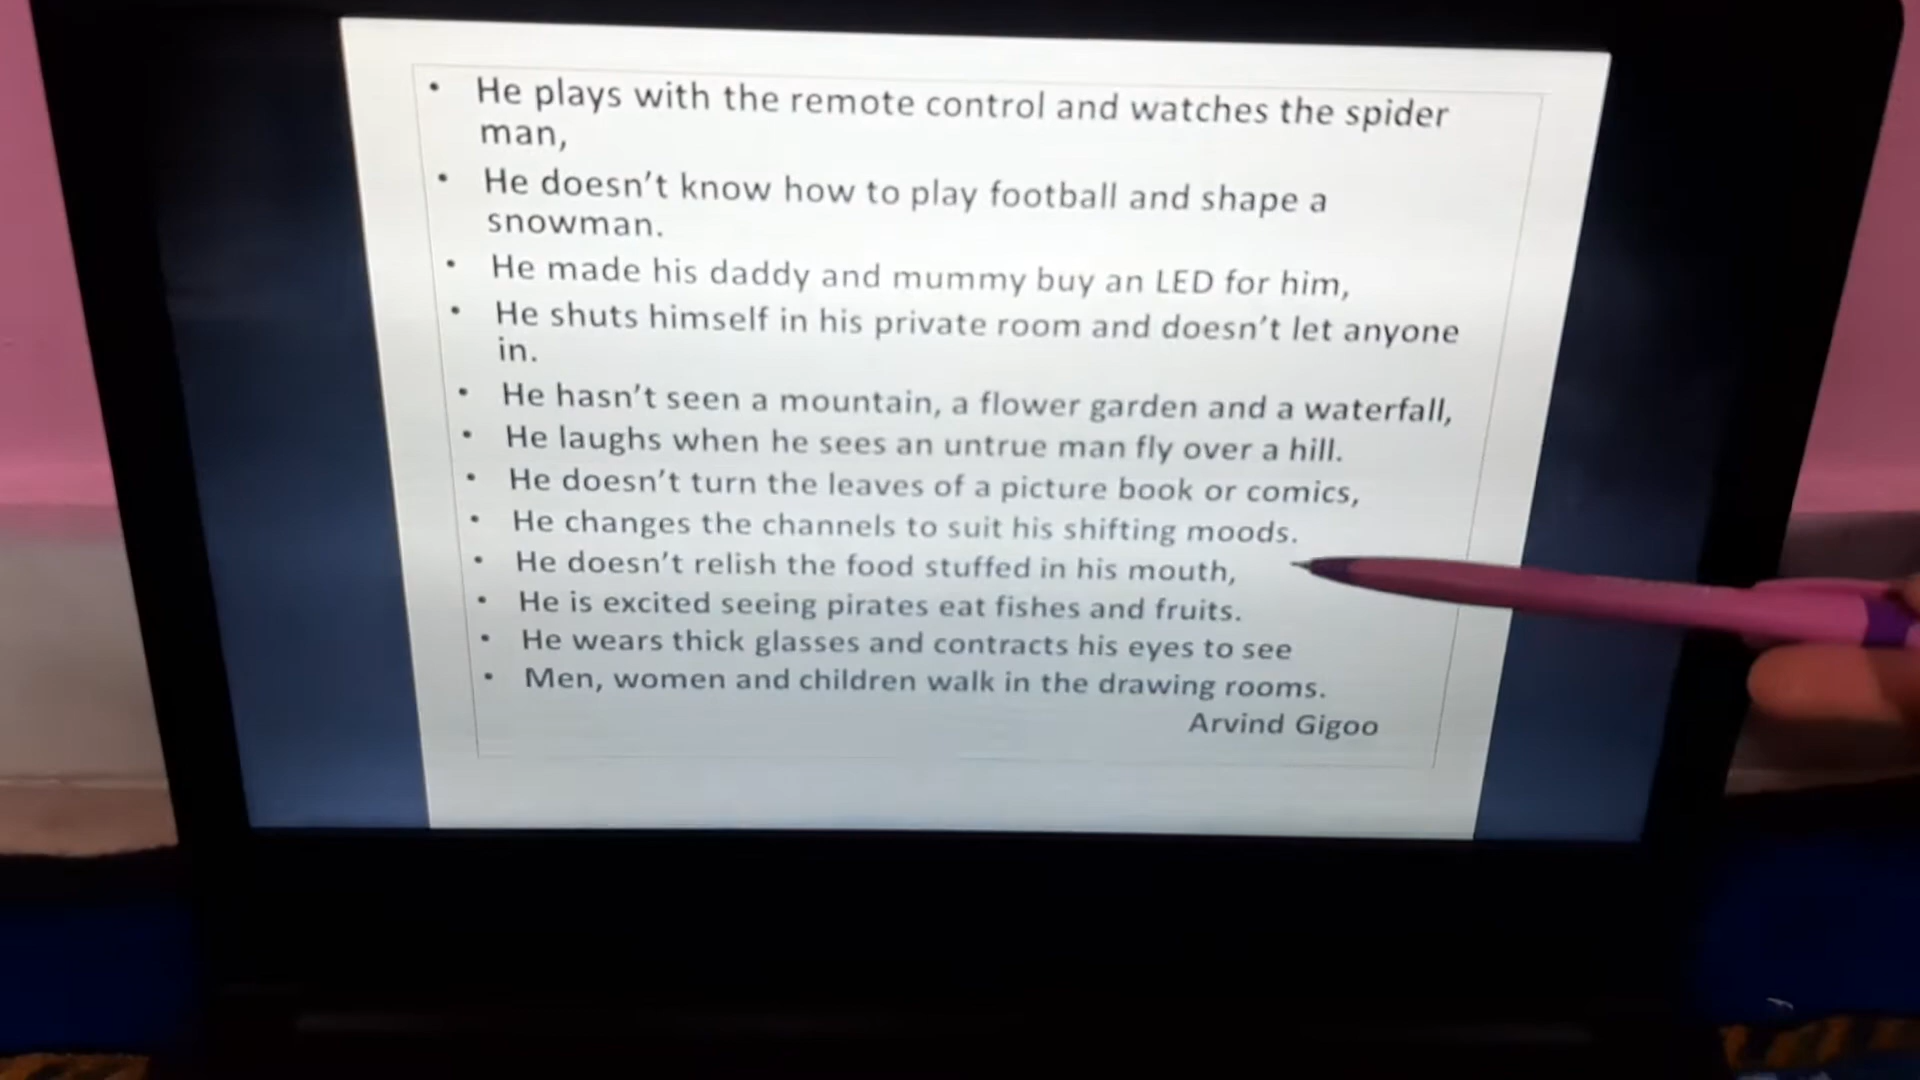 • He plays with the remote control and watches the spider
man,
• He doesn't know how to play football and shape a
snowman.
• He made his daddy and mummy buy an LED for him,
• He shuts himself in his private room and doesn't let anyone
in.
• He hasn't seen a mountain, a flower garden and a waterfall,
• He laughs when he sees an untrue man fly over a hill.
• He doesn't turn the leaves of a picture book or comics,
• He changes the channels to suit his shifting moods.
• He doesn't relish the food stuffed in his mouth,
• He is excited seeing pirates eat fishes and fruits.
• He wears thick glasses and contracts his eyes to see
• Men, women and children walk in the drawing rooms.
Arvind Gigoo